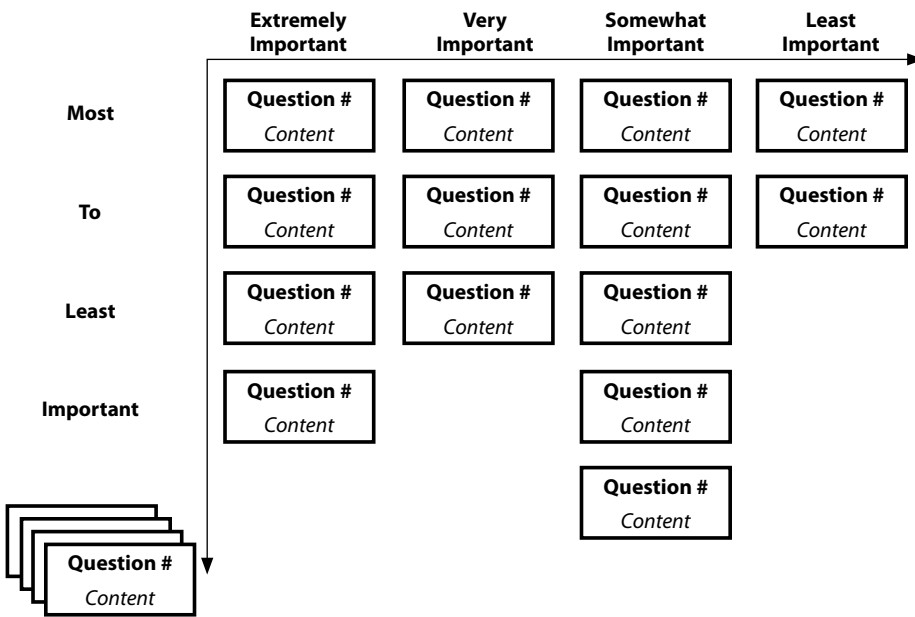 Extremely Very Somewhat Least
Important Important Important Important
Most
Question # Question # Question # Question #
Content Content Content Content
To
Question # Question # Question # Question #
Content Content Content Content
Least
Question # Question # Question #
Content Content Content
Important
Question # Question #
Content Content
Question #
Content
Question #
Content